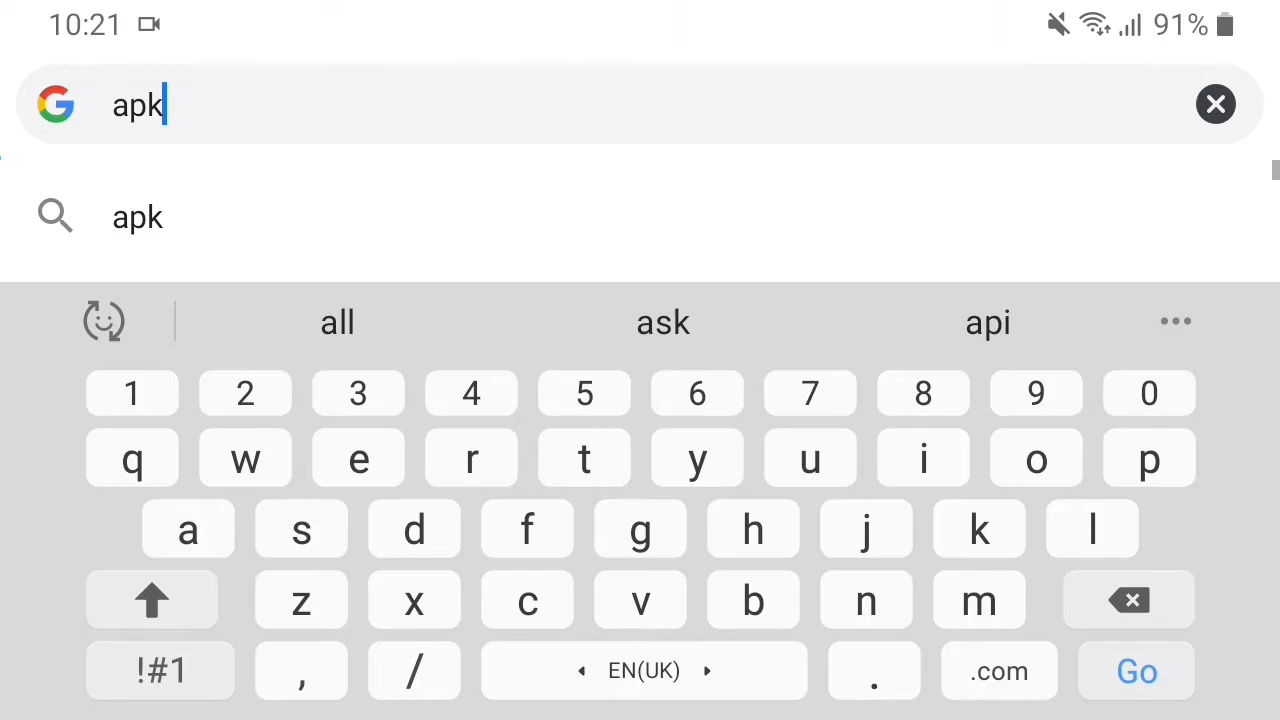 10:21 91%
apk
apk
all ask api
1 2 3 4 5 6 7 8 9 0
q w e r t y u i o p
a s d f g h j k l
z x c v b n m
!#1 , / EN(UK) . .com Go